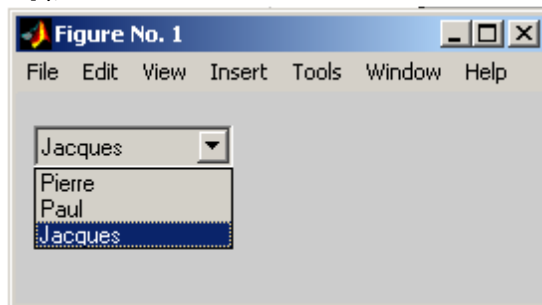 Figure No. 1
File Edit View Insert Tools Window Help
Jacques
Pierre
Paul
Jacques